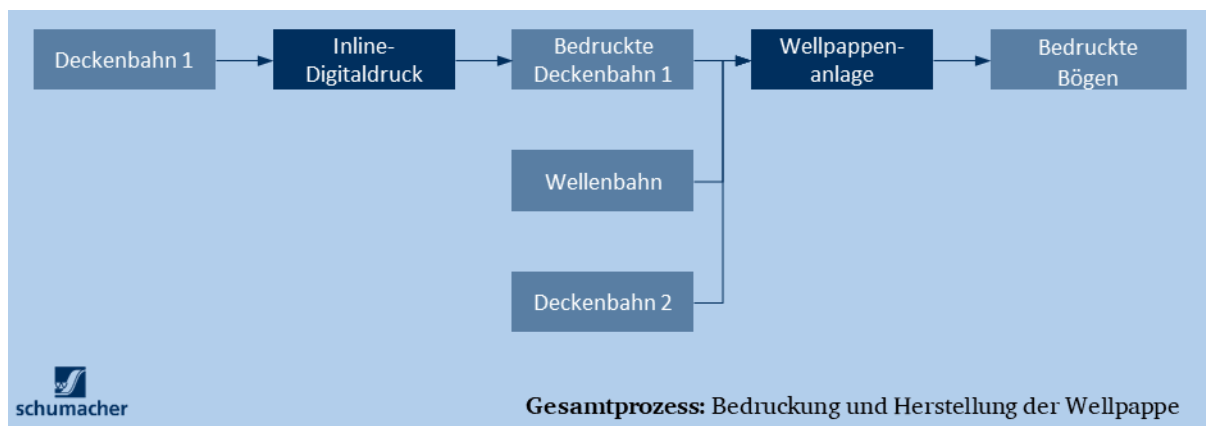 Deckenbahn 1
Inline-
Digitaldruck
Bedruckte
Deckenbahn 1
Wellpappen-
anlage
Bedruckte
Bögen
Wellenbahn
Deckenbahn 2
schumacher
Gesamtprozess: Bedruckung und Herstellung der Wellpappe